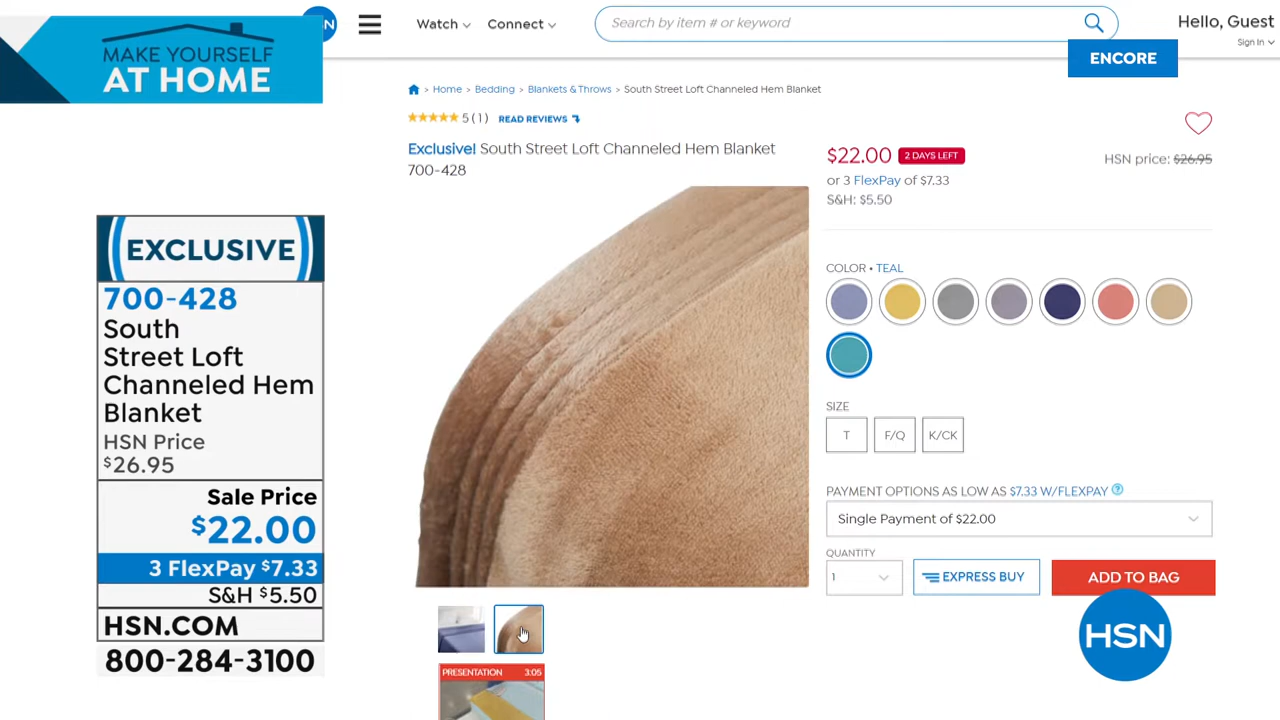 MAKE YOURSELF
AT HOME
Watch
Connect
Search by item # or keyword
Hello, Guest
Sign In
ENCORE
> Home > Bedding > Blankets & Throws > South Street Loft Channeled Hem Blanket
5 (1) READ REVIEWS
Exclusive! South Street Loft Channeled Hem Blanket
700-428
$22.00 2 DAYS LEFT
HSN price: $26.95
or 3 FlexPay of $7.33
S&H: $5.50
EXCLUSIVE
700-428
South
Street Loft
Channeled Hem
Blanket
HSN Price
$26.95
Sale Price
$22.00
3 FlexPay $7.33
S&H $5.50
HSN.COM
800-284-3100
COLOR • TEAL
SIZE
T F/Q K/CK
PAYMENT OPTIONS AS LOW AS $7.33 W/FLEXPAY ?
Single Payment of $22.00
QUANTITY
1
EXPRESS BUY
ADD TO BAG
HSN
PRESENTATION 3:05